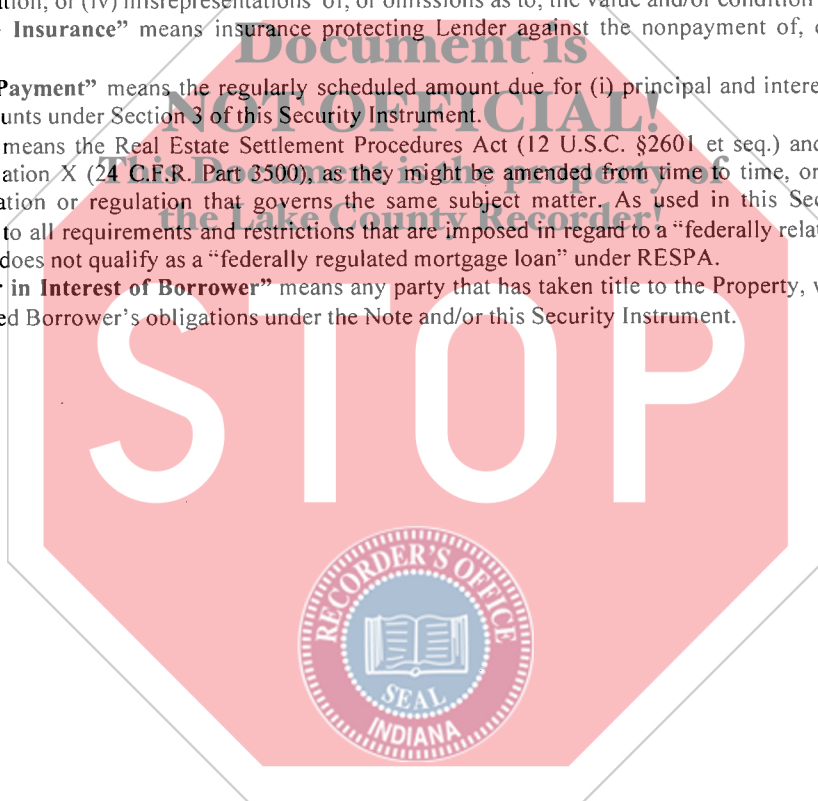 ation, or (iv) misrepresentations of, or omissions as to, the value and/or condition
Insurance” means insurance protecting Lender against the nonpayment of,
Payment” means the regularly scheduled amount due for (i) principal and intere
unts under Section 3 of this Security Instrument.
means the Real Estate Settlement Procedures Act (12 U.S.C. §2601 et seq.) and
ation X (24 C.F.R. Part 3500), as they might be amended from time to time, or
ation or regulation that governs the same subject matter. As used in this Sec
to all requirements and restrictions that are imposed in regard to a “federally relat
does not qualify as a “federally regulated mortgage loan” under RESPA.
r in Interest of Borrower” means any party that has taken title to the Property, w
ed Borrower’s obligations under the Note and/or this Security Instrument.
Document is
NOT OFFICIAL!
This Document is the property of
the Lake County Recorder!
STOP
RECORDER'S OFFICE
SEAL
INDIANA